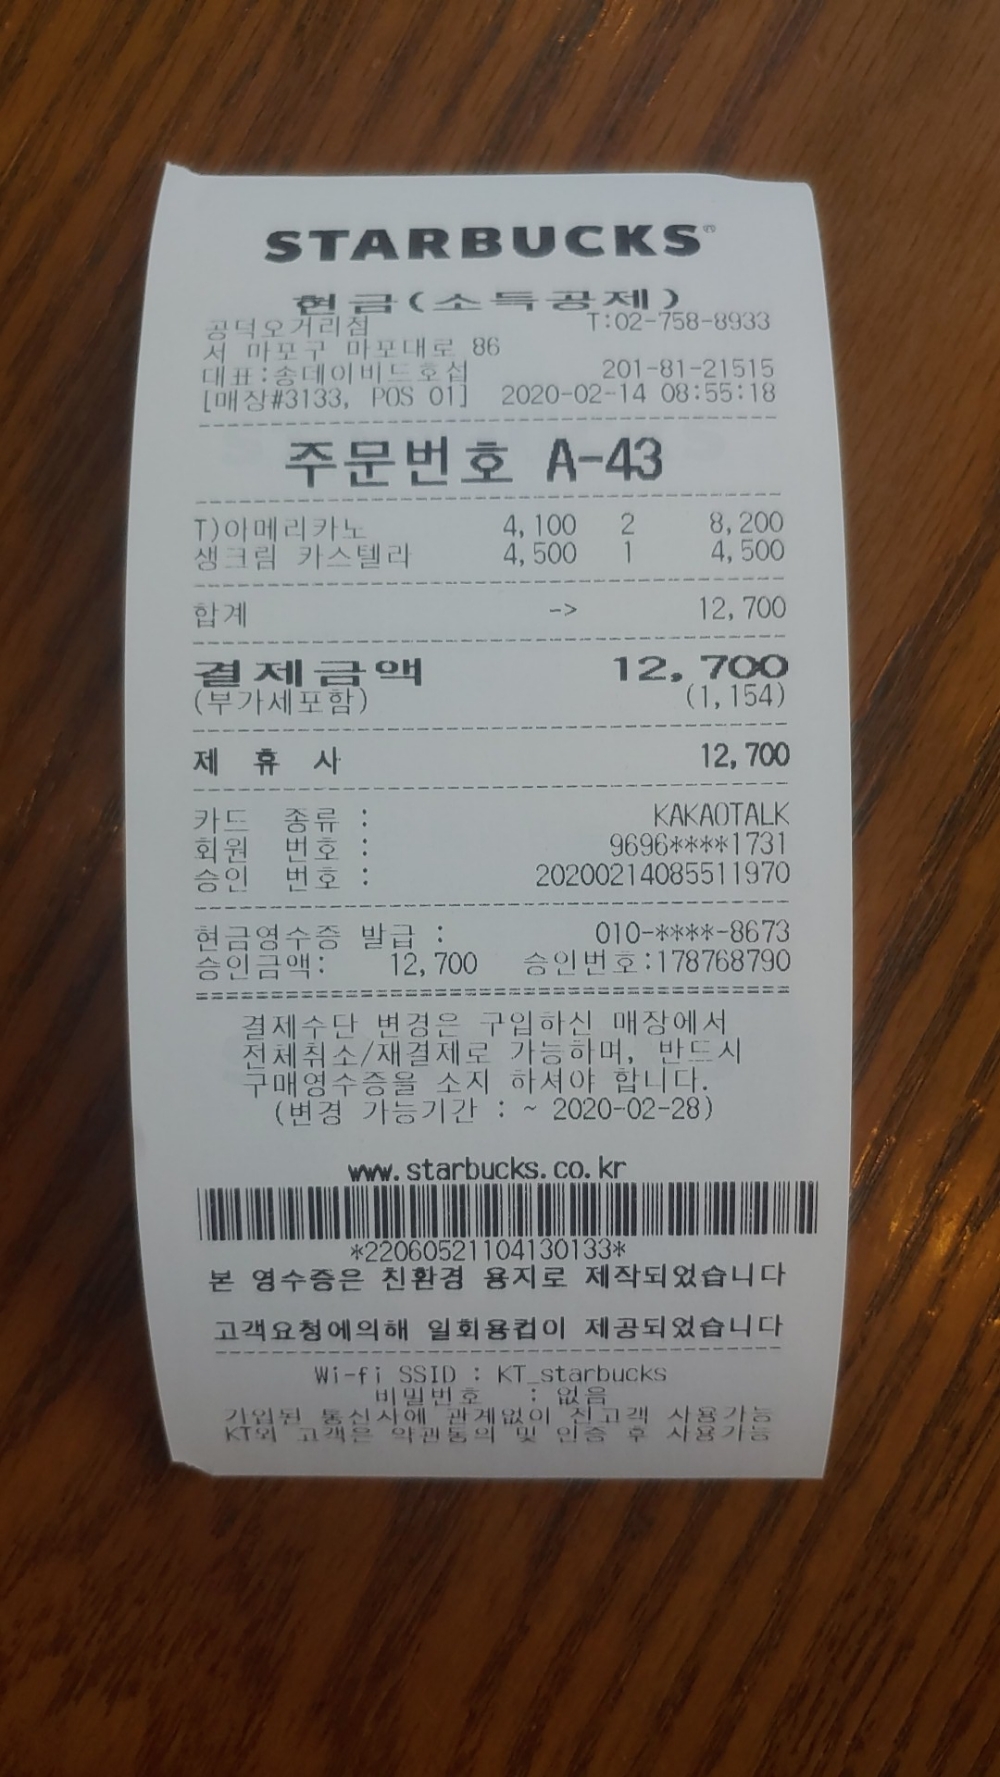 STARBUCKS®
현금(소득공제)
공덕오거리점 T:02-758-8933
서 마포구 마포대로 86
대표:송데이비드호섭 201-81-21515
[매장#3133, POS 01] 2020-02-14 08:55:18
주문번호 A-43
T)아메리카노 4,100 2 8,200
생크림 카스텔라 4,500 1 4,500
합계 -> 12,700
결제금액 12,700
(부가세포함) (1,154)
제 휴 사 12,700
카드 종류 : KAKAOTALK
회원 번호 : 9696****1731
승인 번호 : 20200214085511970
현금영수증 발급 : 010-****-8673
승인금액: 12,700 승인번호:178768790
결제수단 변경은 구입하신 매장에서
전체취소/재결제로 가능하며, 반드시
구매영수증을 소지 하셔야 합니다.
(변경 가능기간 : ~ 2020-02-28)
www.starbucks.co.kr
*22060521104130133*
본 영수증은 친환경 용지로 제작되었습니다
고객요청에의해 일회용컵이 제공되었습니다
Wi-fi SSID : KT_starbucks
비밀번호 : 없음
가입된 통신사에 관계없이 전고객 사용가능
KT외 고객은 약관동의 및 인증 후 사용가능